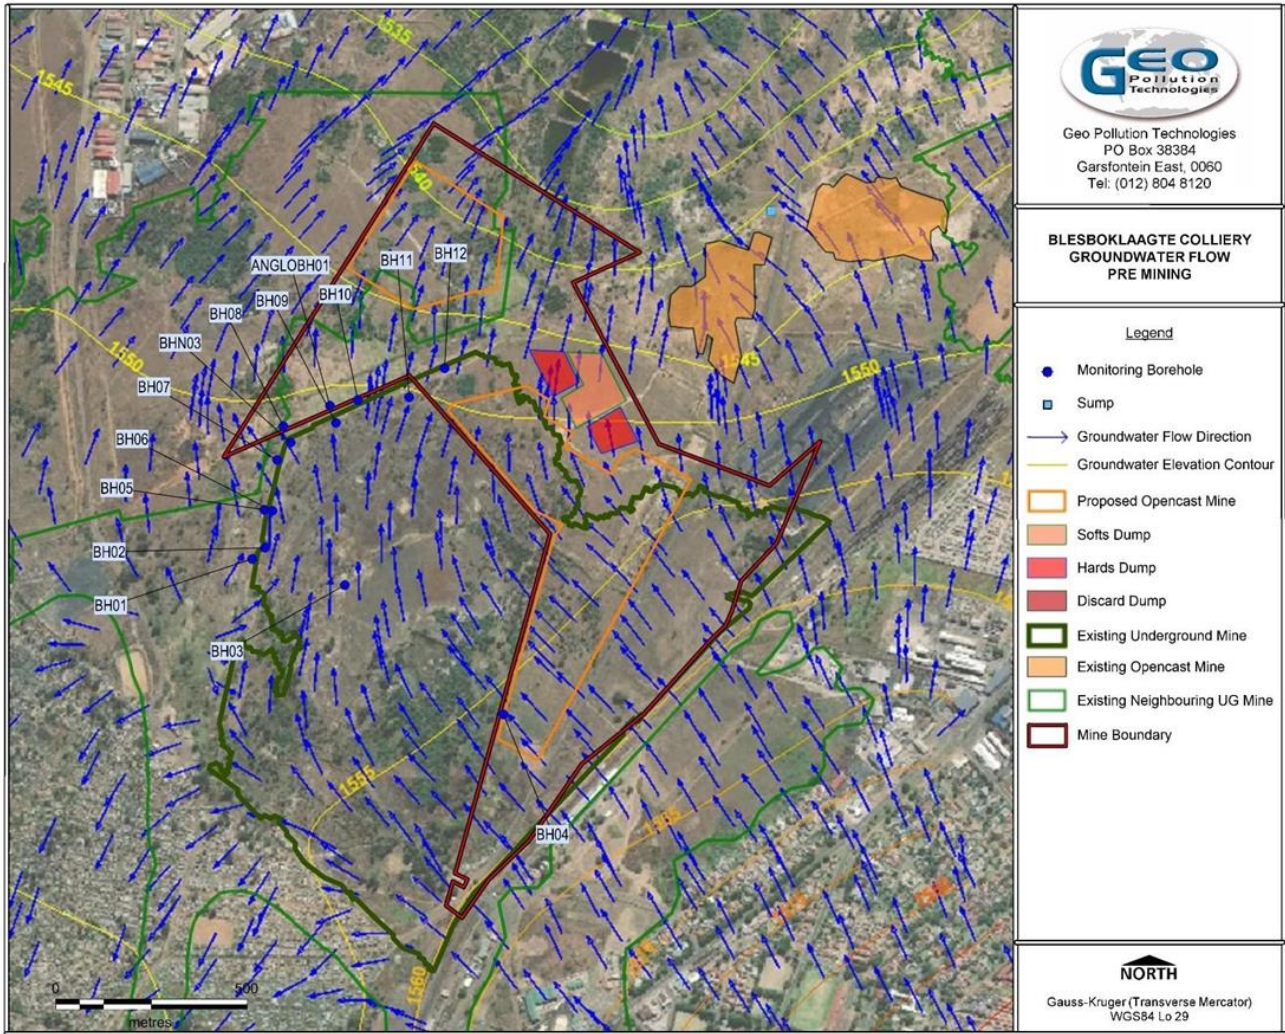 1535
1545
1540
ANGLOBH01
BH11
BH12
BH09
BH10
BH08
BHN03
1550
BH07
1545
1550
BH06
BH05
BH02
BH01
BH03
1555
BH04
1565
1560
0 500
metres
GEO
Pollution
Technologies
Geo Pollution Technologies
PO Box 38384
Garsfontein East, 0060
Tel: (012) 804 8120
BLESBOKLAAGTE COLLIERY
GROUNDWATER FLOW
PRE MINING
Legend
Monitoring Borehole
Sump
Groundwater Flow Direction
Groundwater Elevation Contour
Proposed Opencast Mine
Softs Dump
Hards Dump
Discard Dump
Existing Underground Mine
Existing Opencast Mine
Existing Neighbouring UG Mine
Mine Boundary
NORTH
Gauss-Kruger (Transverse Mercator)
WGS84 Lo 29